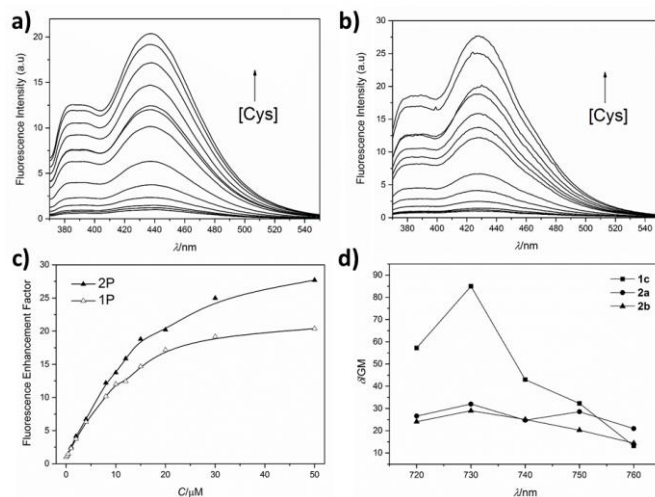 a)
Fluorescence Intensity (a.u)
20
15
10
5
0
[Cys]
380 400 420 440 460 480 500 520 540
λ/nm
b)
Fluorescence Intensity (a.u)
30
25
20
15
10
5
0
[Cys]
380 400 420 440 460 480 500 520 540
λ/nm
c)
Fluorescence Enhancement Factor
30
25
20
15
10
5
0
2P
1P
0 10 20 30 40 50
C/μM
d)
δ/GM
90
80
70
60
50
40
30
20
10
0
1c
2a
2b
720 730 740 750 760
λ/nm